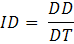 ID = DD
DT